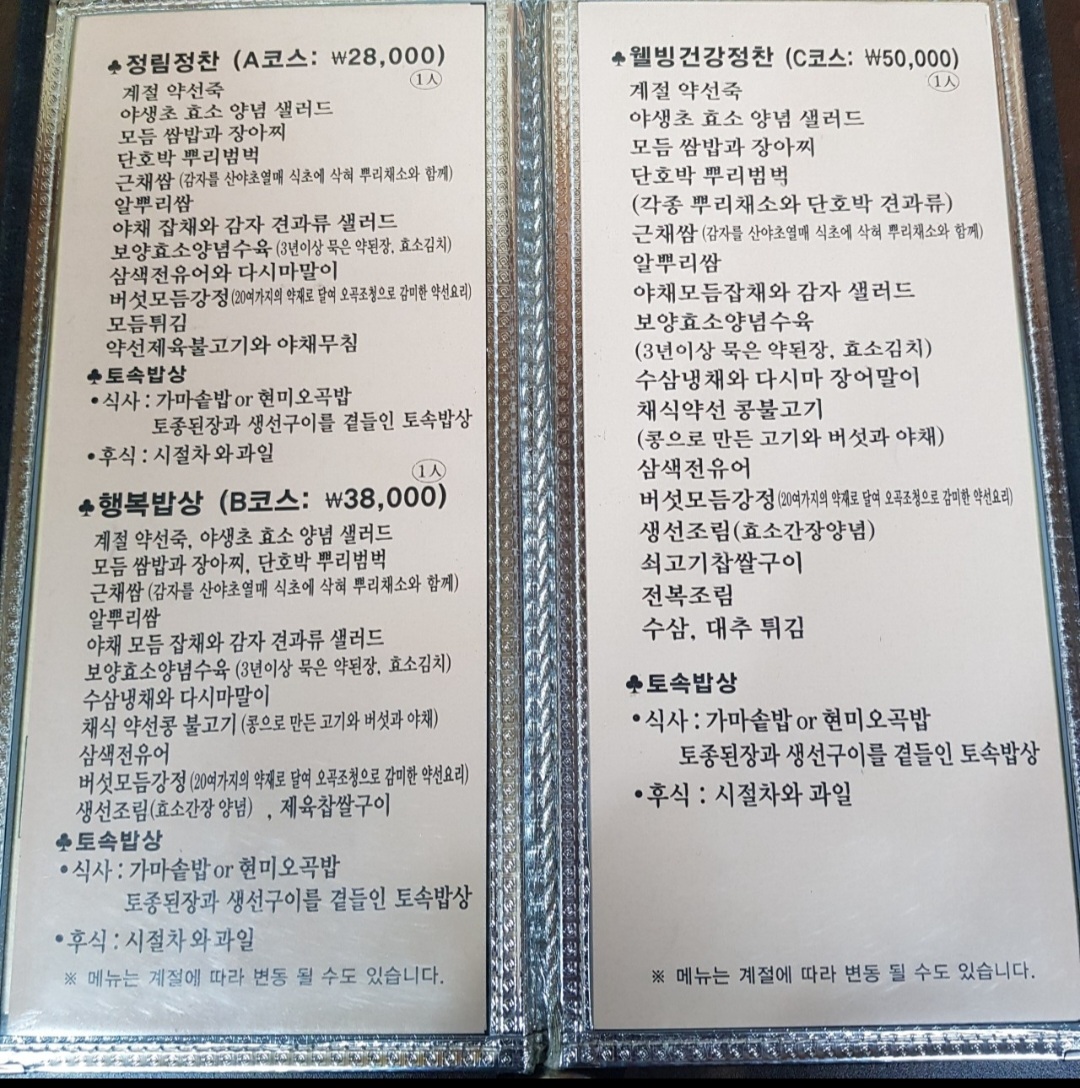 ♣정림정찬 (A코스: ₩28,000)
1人
계절 약선죽
야생초 효소 양념 샐러드
모듬 쌈밥과 장아찌
단호박 뿌리범벅
근채쌈 (감자를 산야초열매 식초에 삭혀 뿌리채소와 함께)
알뿌리쌈
야채 잡채와 감자 견과류 샐러드
보양효소양념수육 (3년이상 묵은 약된장, 효소김치)
삼색전유어와 다시마말이
버섯모듬강정(20여가지의 약재로 달여 오곡조청으로 감미한 약선요리)
모듬튀김
약선제육불고기와 야채무침
♣토속밥상
•식사 : 가마솥밥 or 현미오곡밥
토종된장과 생선구이를 곁들인 토속밥상
•후식 : 시절차와과일
1人
♣행복밥상 (B코스: ₩38,000)
계절 약선죽, 야생초 효소 양념 샐러드
모듬 쌈밥과 장아찌, 단호박 뿌리범벅
근채쌈 (감자를 산야초열매 식초에 삭혀 뿌리채소와 함께)
알뿌리쌈
야채 모듬 잡채와 감자 견과류 샐러드
보양효소양념수육 (3년이상 묵은 약된장, 효소김치)
수삼냉채와 다시마말이
채식 약선콩 불고기 (콩으로 만든 고기와 버섯과 야채)
삼색전유어
버섯모듬강정 (20여가지의 약재로 달여 오곡조청으로 감미한 약선요리)
생선조림(효소간장 양념) , 제육찹쌀구이
♣토속밥상
•식사 : 가마솥밥 or 현미오곡밥
토종된장과 생선구이를 곁들인 토속밥상
•후식 : 시절차와과일
※ 메뉴는 계절에 따라 변동 될 수도 있습니다.
♣웰빙건강정찬 (C코스: ₩50,000)
1人
계절 약선죽
야생초 효소 양념 샐러드
모듬 쌈밥과 장아찌
단호박 뿌리범벅
(각종 뿌리채소와 단호박 견과류)
근채쌈 (감자를 산야초열매 식초에 삭혀 뿌리채소와 함께)
알뿌리쌈
야채모듬잡채와 감자 샐러드
보양효소양념수육
(3년이상 묵은 약된장, 효소김치)
수삼냉채와 다시마 장어말이
채식약선 콩불고기
(콩으로 만든 고기와 버섯과 야채)
삼색전유어
버섯모듬강정 (20여가지의 약재로 달여 오곡조청으로 감미한 약선요리)
생선조림(효소간장양념)
쇠고기찹쌀구이
전복조림
수삼, 대추 튀김
♣토속밥상
•식사 : 가마솥밥 or 현미오곡밥
토종된장과 생선구이를 곁들인 토속밥상
•후식 : 시절차와 과일
※ 메뉴는 계절에 따라 변동 될 수도 있습니다.